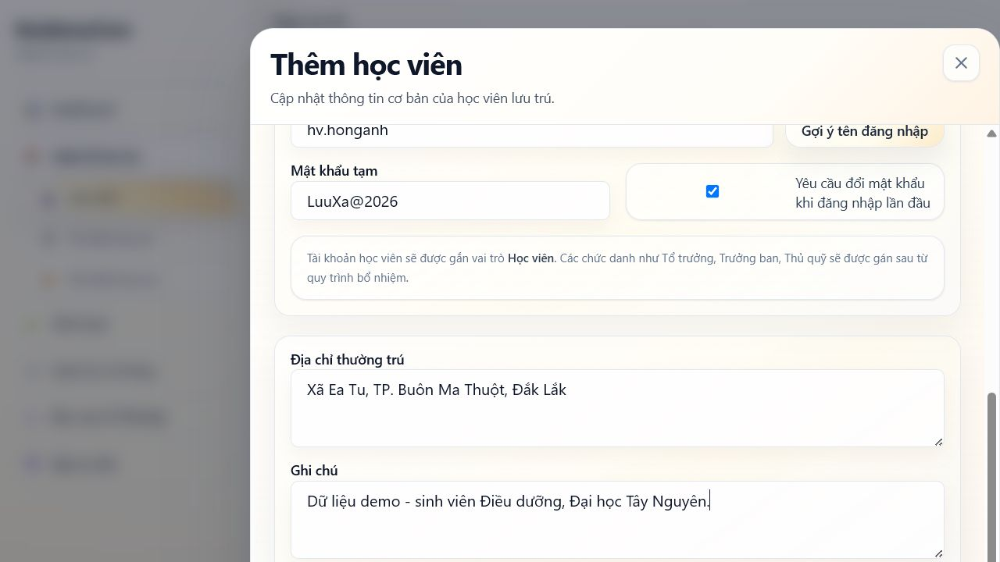 Thêm học viên
Cập nhật thông tin cơ bản của học viên lưu trú.
hv.honganh
Gợi ý tên đăng nhập
Mật khẩu tạm
LuuXa@2026
Yêu cầu đổi mật khẩu
khi đăng nhập lần đầu
Tài khoản học viên sẽ được gắn vai trò Học viên. Các chức danh như Tổ trưởng, Trưởng ban, Thủ quỹ sẽ được gán sau từ
quy trình bổ nhiệm.
Địa chỉ thường trú
Xã Ea Tu, TP. Buôn Ma Thuột, Đắk Lắk
Ghi chú
Dữ liệu demo - sinh viên Điều dưỡng, Đại học Tây Nguyên.